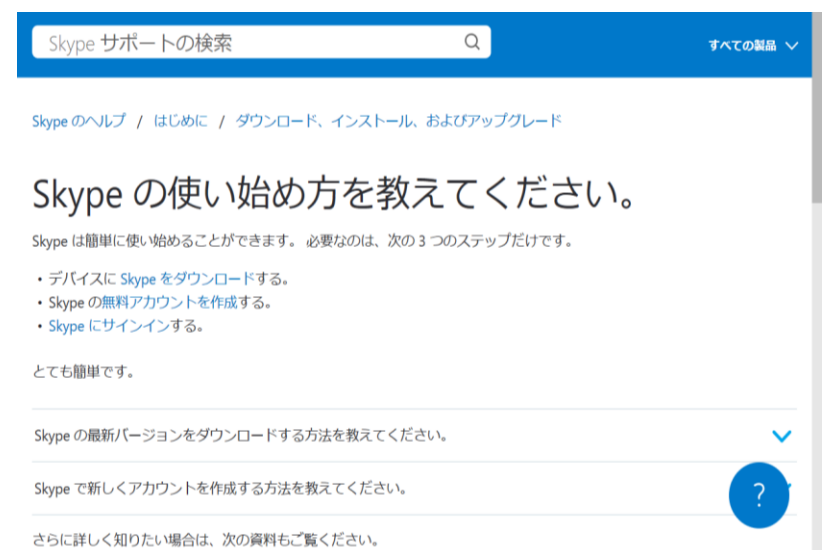 Skype サポートの検索
すべての製品
Skype のヘルプ / はじめに / ダウンロード、インストール、およびアップグレード
Skype の使い始め方を教えてください。
Skype は簡単に使い始めることができます。 必要なのは、次の 3 つのステップだけです。
・デバイスに Skype をダウンロードする。
・Skype の無料アカウントを作成する。
・Skype にサインインする。
とても簡単です。
Skype の最新バージョンをダウンロードする方法を教えてください。
Skype で新しくアカウントを作成する方法を教えてください。
?
さらに詳しく知りたい場合は、次の資料もご覧ください。